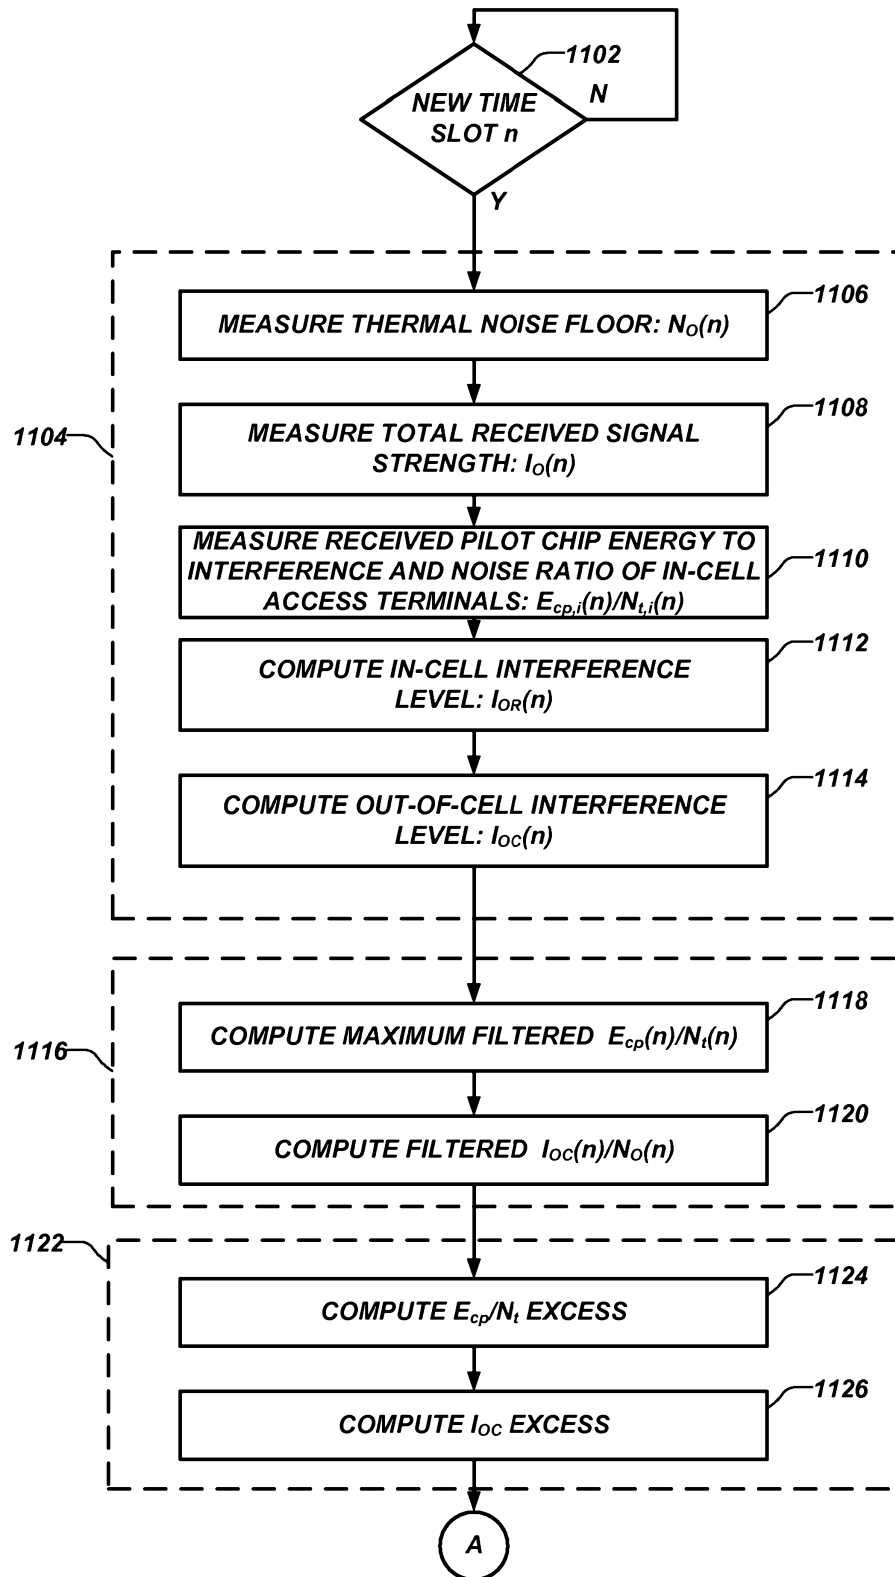 1102
N
NEW TIME
SLOT n
Y
1106
MEASURE THERMAL NOISE FLOOR: NO(n)
1108
1104
MEASURE TOTAL RECEIVED SIGNAL
STRENGTH: IO(n)
MEASURE RECEIVED PILOT CHIP ENERGY TO
INTERFERENCE AND NOISE RATIO OF IN-CELL
ACCESS TERMINALS: Ecp,i(n)/Nt,i(n)
1110
1112
COMPUTE IN-CELL INTERFERENCE
LEVEL: IOR(n)
1114
COMPUTE OUT-OF-CELL INTERFERENCE
LEVEL: IOC(n)
1118
1116
COMPUTE MAXIMUM FILTERED Ecp(n)/Nt(n)
1120
COMPUTE FILTERED IOC(n)/NO(n)
1122
1124
COMPUTE Ecp/Nt EXCESS
1126
COMPUTE IOC EXCESS
A